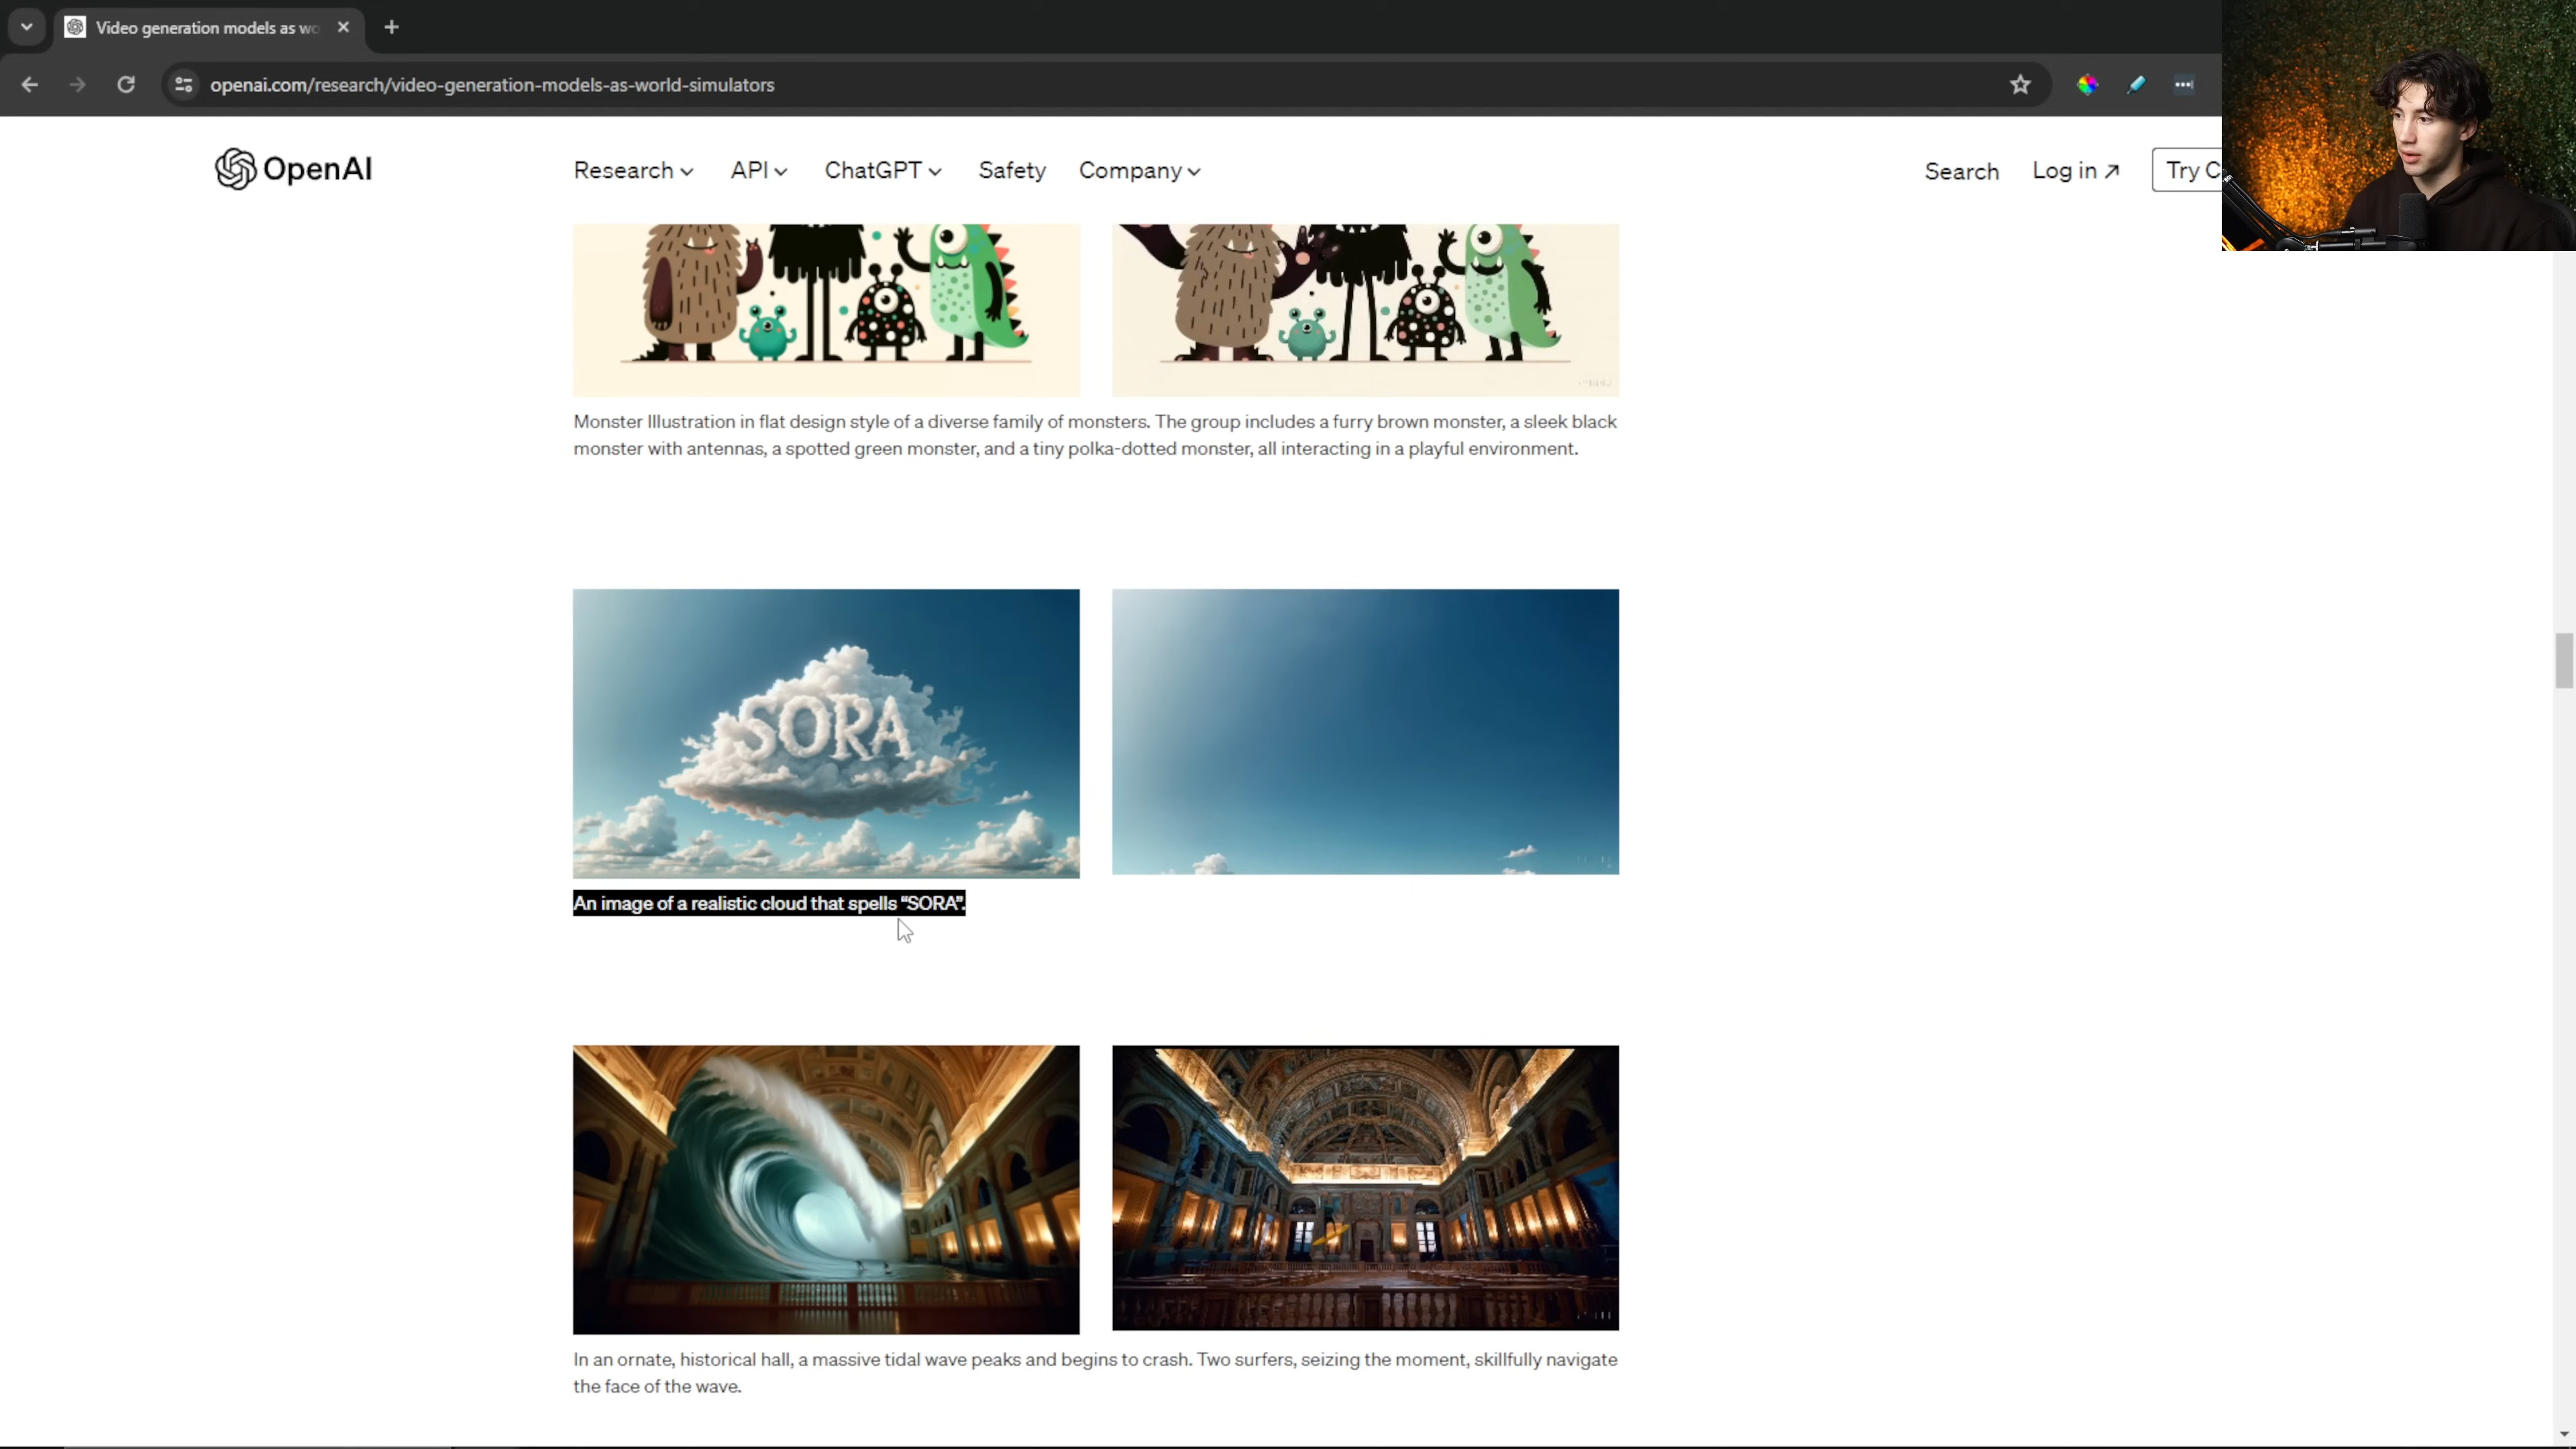 Video generation models as wo
openai.com/research/video-generation-models-as-world-simulators
OpenAI
Research
API
ChatGPT
Safety
Company
Search
Log in
Try C
Monster Illustration in flat design style of a diverse family of monsters. The group includes a furry brown monster, a sleek black
monster with antennas, a spotted green monster, and a tiny polka-dotted monster, all interacting in a playful environment.
SORA
An image of a realistic cloud that spells “SORA”.
In an ornate, historical hall, a massive tidal wave peaks and begins to crash. Two surfers, seizing the moment, skillfully navigate
the face of the wave.